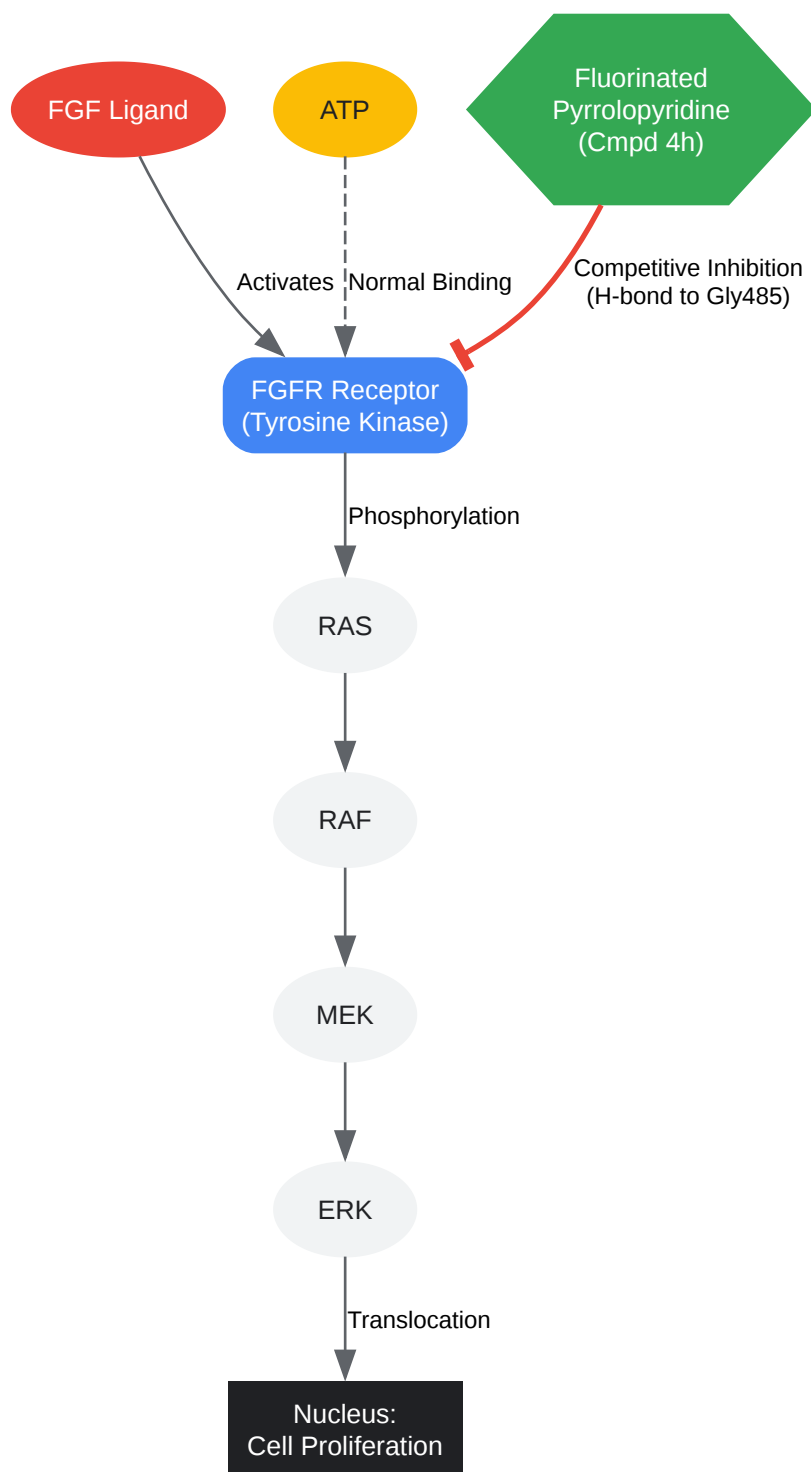 FGF Ligand
ATP
Fluorinated
Pyrrolopyridine
(Cmpd 4h)
Activates
Normal Binding
Competitive Inhibition
(H-bond to Gly485)
FGFR Receptor
(Tyrosine Kinase)
Phosphorylation
RAS
RAF
MEK
ERK
Translocation
Nucleus:
Cell Proliferation